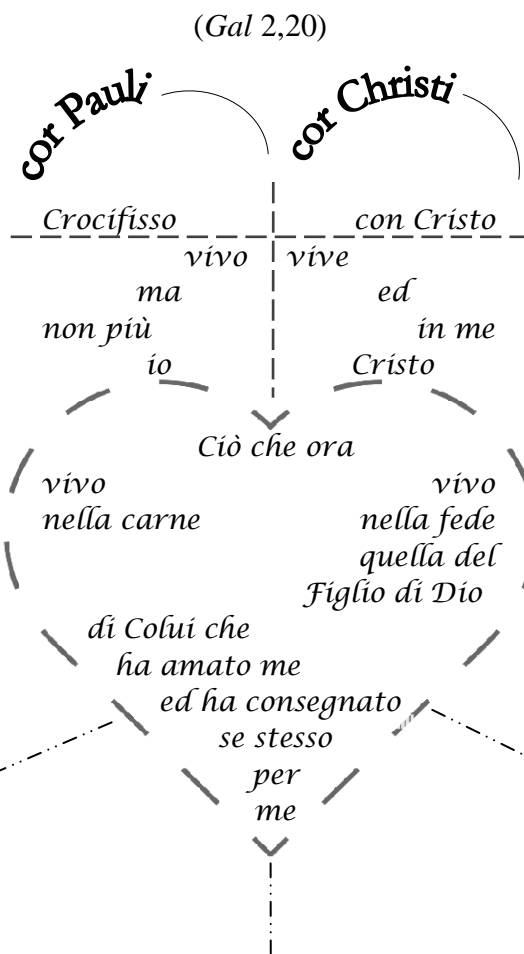 (Gal 2,20)
cor Pauli cor Christi
Crocifisso con Cristo
vivo vive
ma ed
non più in me
io Cristo
Ciò che ora
vivo vivo
nella carne nella fede
quella del
Figlio di Dio
di Colui che
ha amato me
ed ha consegnato
se stesso
per
me